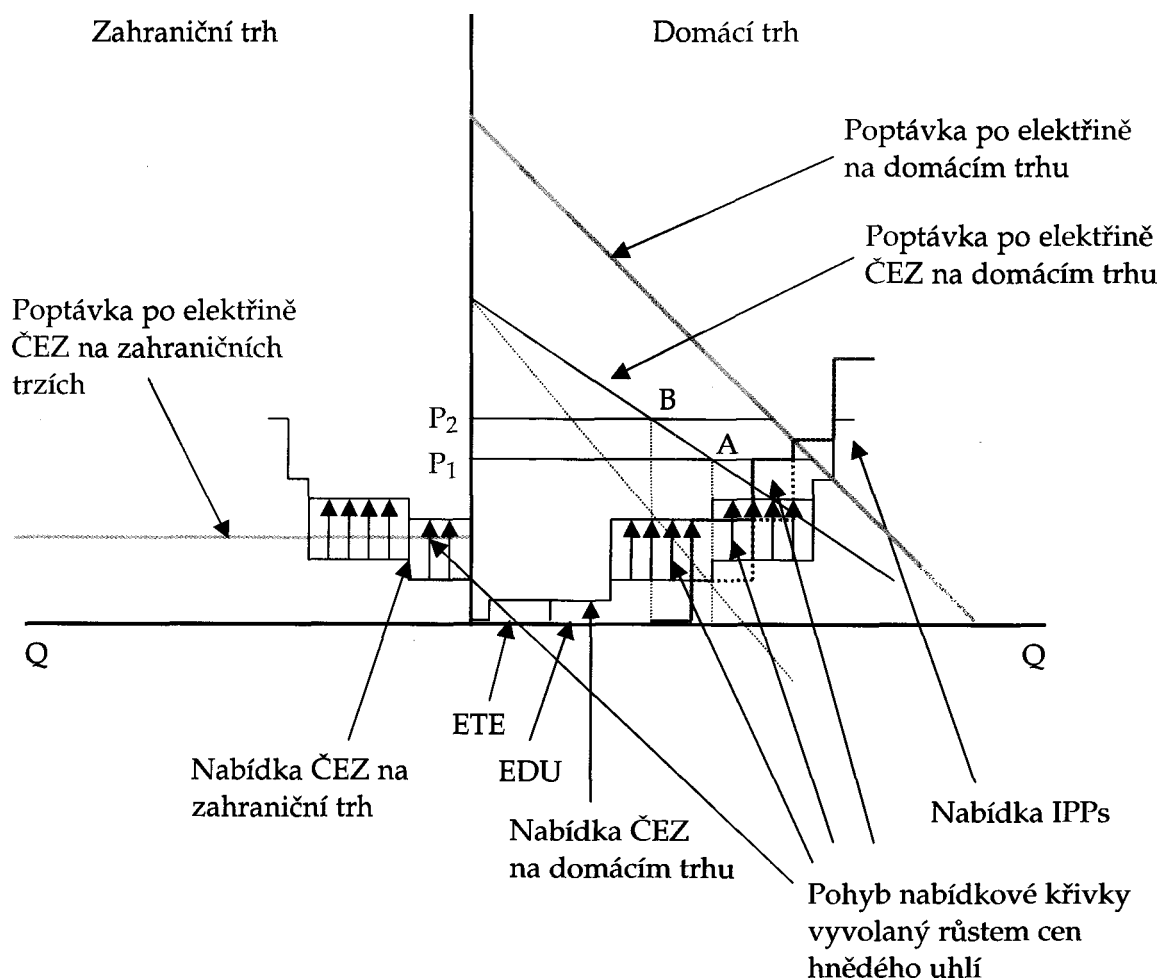 Zahraniční trh
Domácí trh
Poptávka po elektřině
na domácím trhu
Poptávka po elektřině
ČEZ na domácím trhu
Poptávka po elektřině
ČEZ na zahraničních
trzích
B
P2
A
P1
Q
Q
ETE
EDU
Nabídka ČEZ na
zahraniční trh
Nabídka ČEZ
na domácím trhu
Nabídka IPPs
Pohyb nabídkové křivky
vyvolaný růstem cen
hnědého uhlí